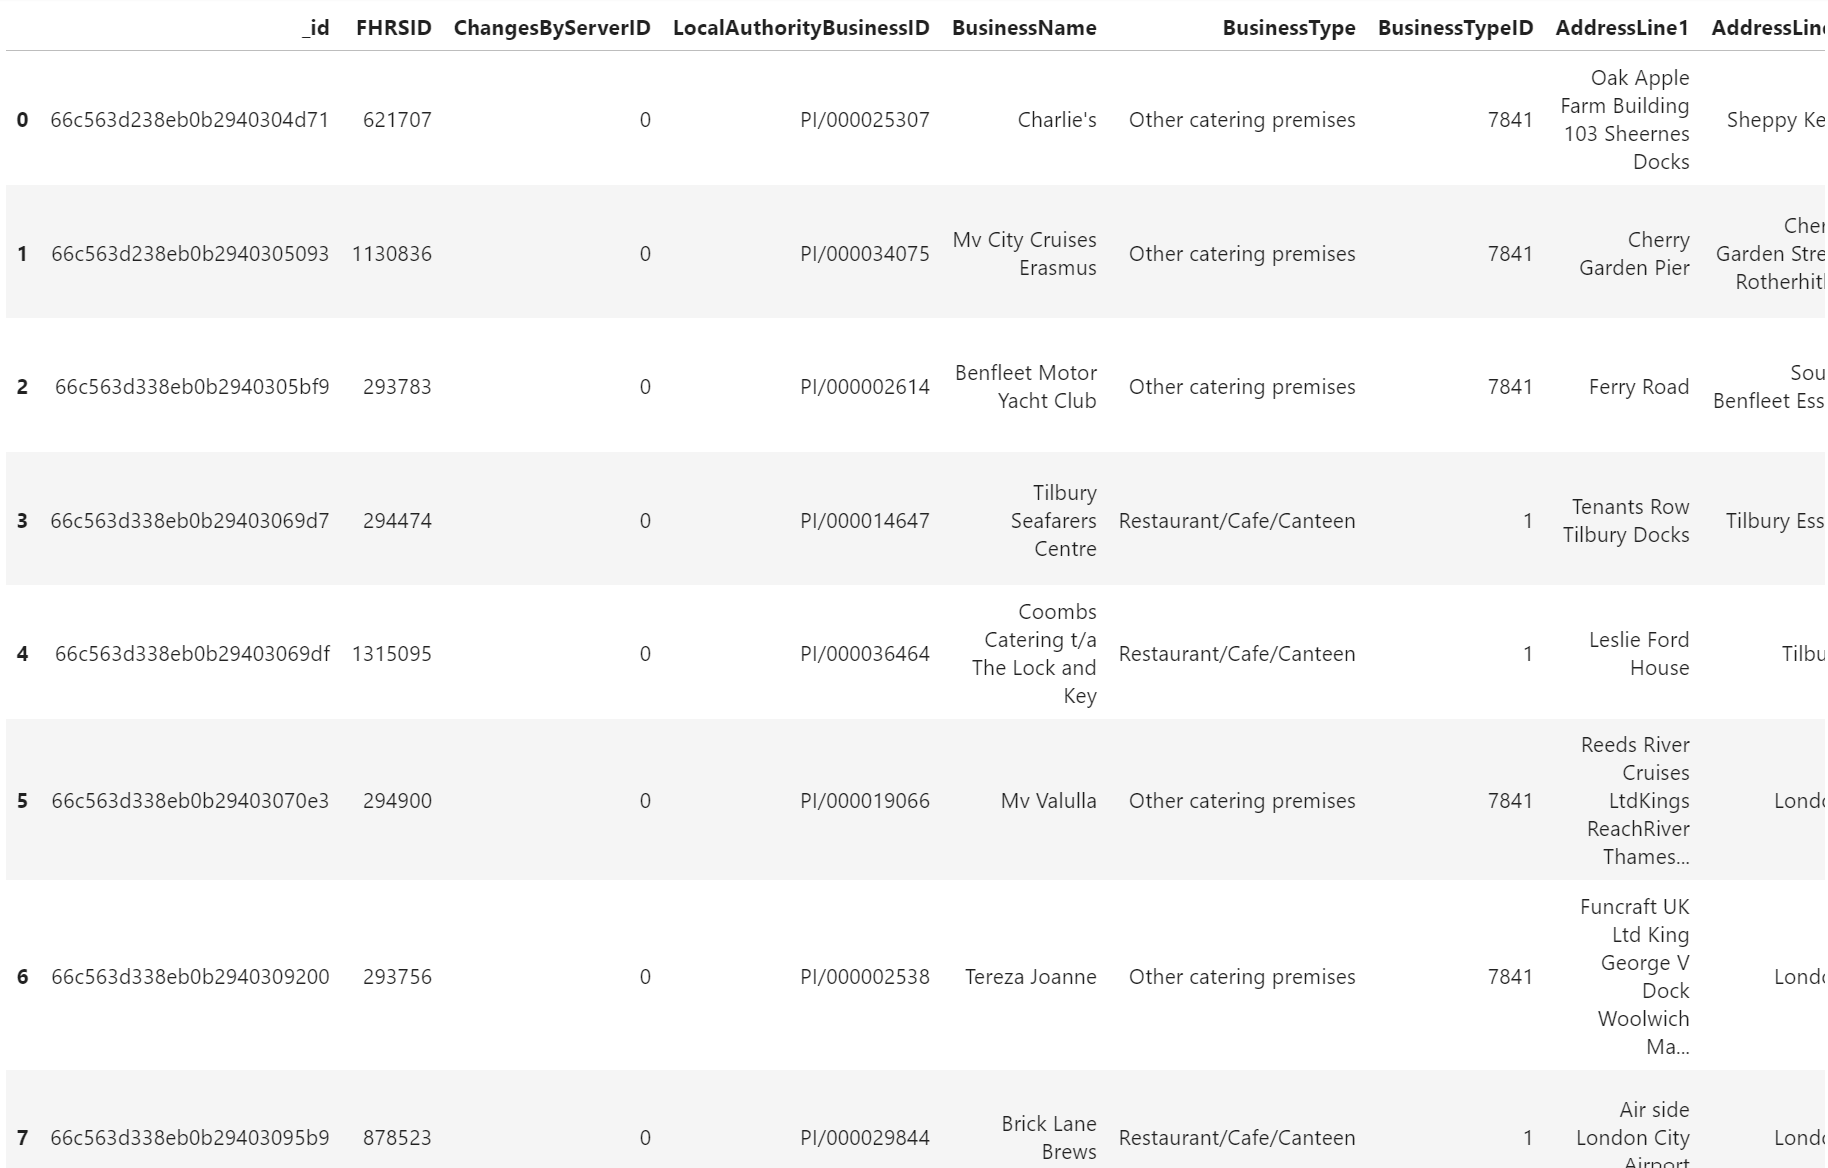 _id FHRSID ChangesByServerID LocalAuthorityBusinessID BusinessName BusinessType BusinessTypeID AddressLine1 AddressLine
0 66c563d238eb0b2940304d71 621707 0 PI/000025307 Charlie's Other catering premises 7841 Oak Apple Farm Building 103 Sheernes Docks Sheppy Ke
1 66c563d238eb0b2940305093 1130836 0 PI/000034075 Mv City Cruises Erasmus Other catering premises 7841 Cherry Garden Pier Cher Garden Stre Rotherhit
2 66c563d338eb0b2940305bf9 293783 0 PI/000002614 Benfleet Motor Yacht Club Other catering premises 7841 Ferry Road Sou Benfleet Ess
3 66c563d338eb0b29403069d7 294474 0 PI/000014647 Tilbury Seafarers Centre Restaurant/Cafe/Canteen 1 Tenants Row Tilbury Docks Tilbury Ess
4 66c563d338eb0b29403069df 1315095 0 PI/000036464 Coombs Catering t/a The Lock and Key Restaurant/Cafe/Canteen 1 Leslie Ford House Tilbu
5 66c563d338eb0b29403070e3 294900 0 PI/000019066 Mv Valulla Other catering premises 7841 Reeds River Cruises LtdKings ReachRiver Thames... Londo
6 66c563d338eb0b2940309200 293756 0 PI/000002538 Tereza Joanne Other catering premises 7841 Funcraft UK Ltd King George V Dock Woolwich Ma... Londo
7 66c563d338eb0b29403095b9 878523 0 PI/000029844 Brick Lane Brews Restaurant/Cafe/Canteen 1 Air side London City Airport Londo